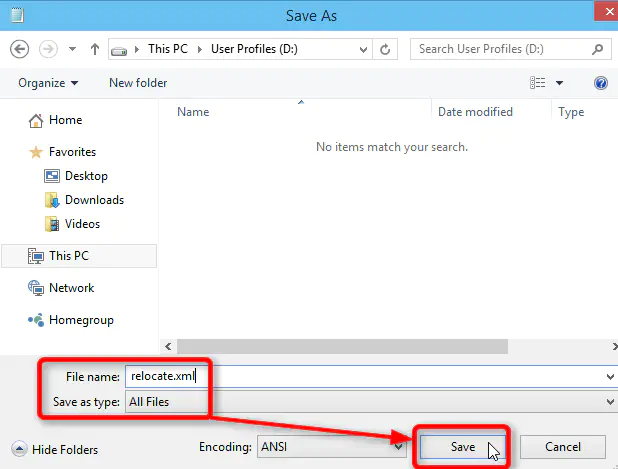 Save As
This PC User Profiles (D:) Search User Profiles (D:)
Organize New folder
Name Date modified Type
No items match your search.
Home
Favorites
Desktop
Downloads
Videos
This PC
Network
Homegroup
File name: relocate.xml
Save as type: All Files
Hide Folders Encoding: ANSI Save Cancel